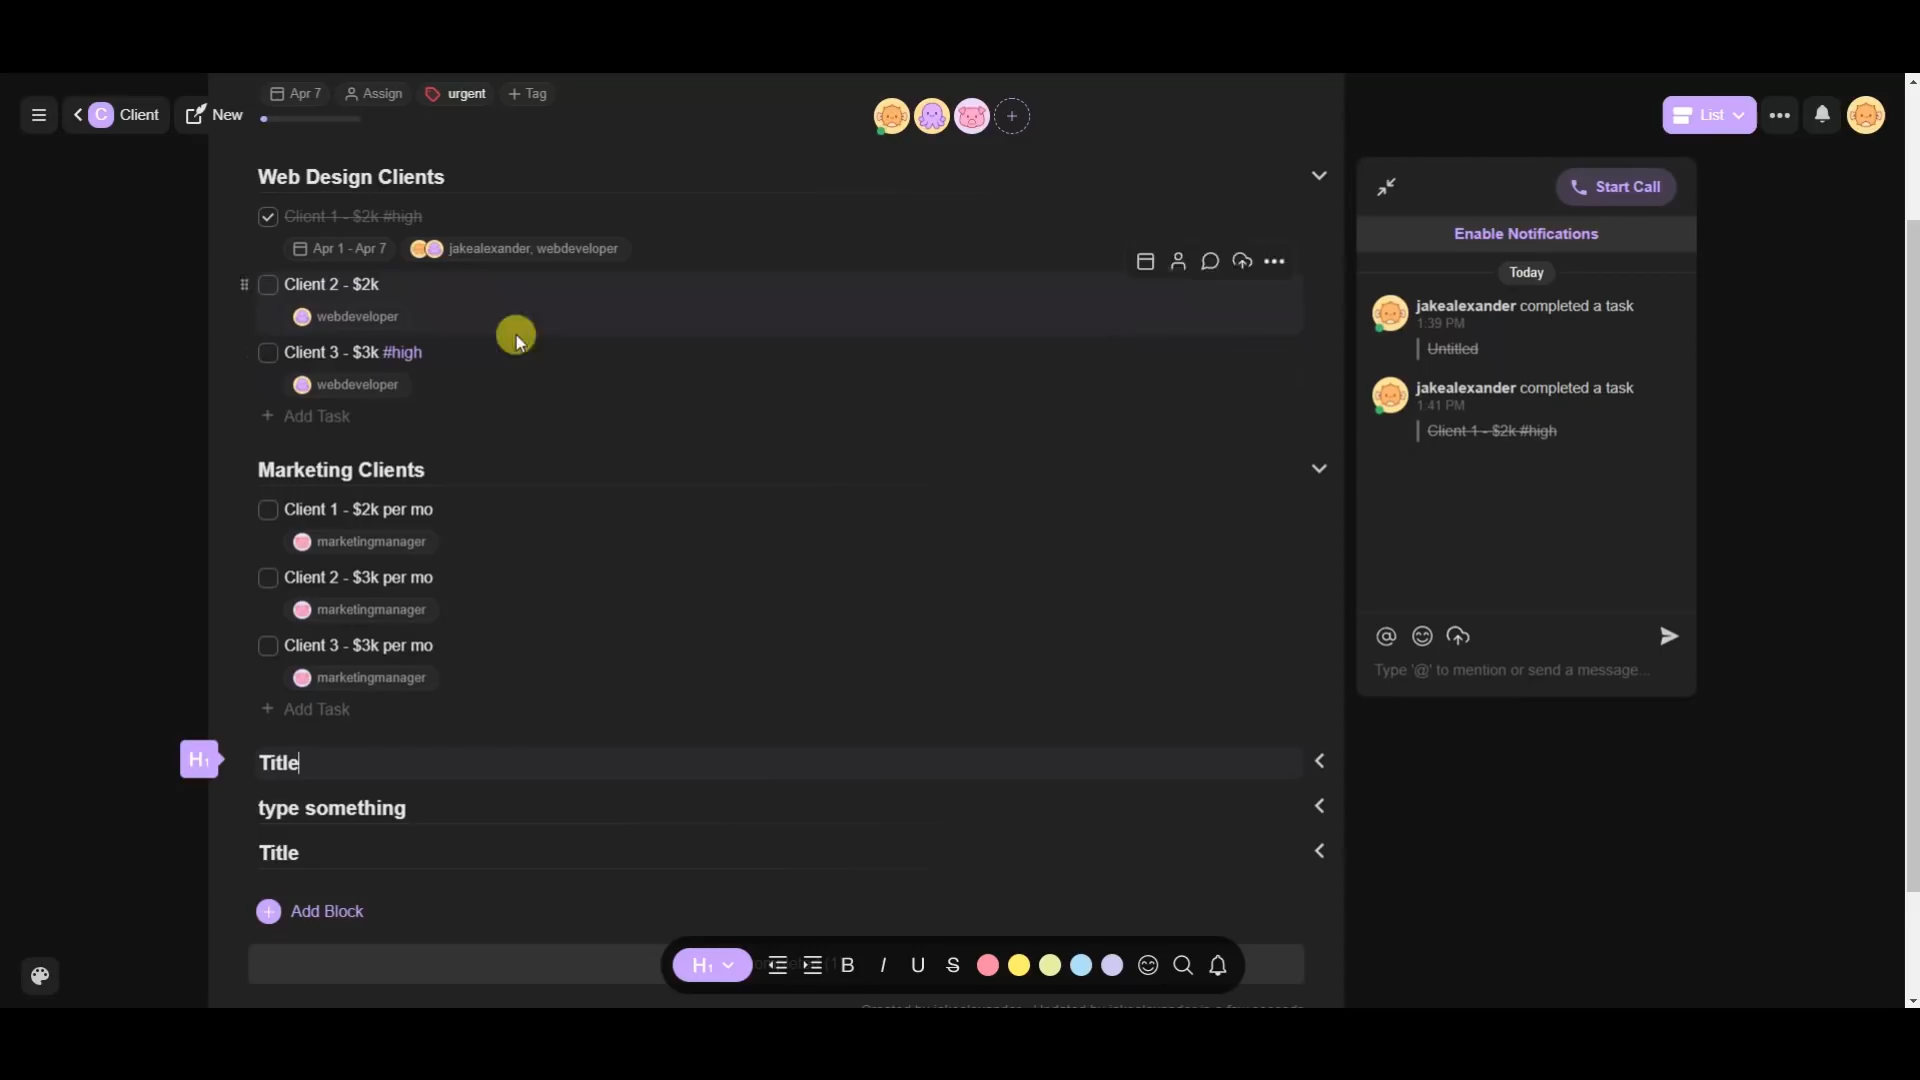 Apr 7 Assign urgent + Tag
C Client New
List
Web Design Clients
Client 1 - $2k #high
Apr 1 - Apr 7 jakealexander, webdeveloper
Client 2 - $2k
webdeveloper
Client 3 - $3k #high
webdeveloper
+ Add Task
Marketing Clients
Client 1 - $2k per mo
marketingmanager
Client 2 - $3k per mo
marketingmanager
Client 3 - $3k per mo
marketingmanager
+ Add Task
H1 Title
type something
Title
Add Block
H1 B I U S
Start Call
Enable Notifications
Today
jakealexander completed a task
1:39 PM
Untitled
jakealexander completed a task
1:41 PM
Client 1 - $2k #high
Type '@' to mention or send a message...